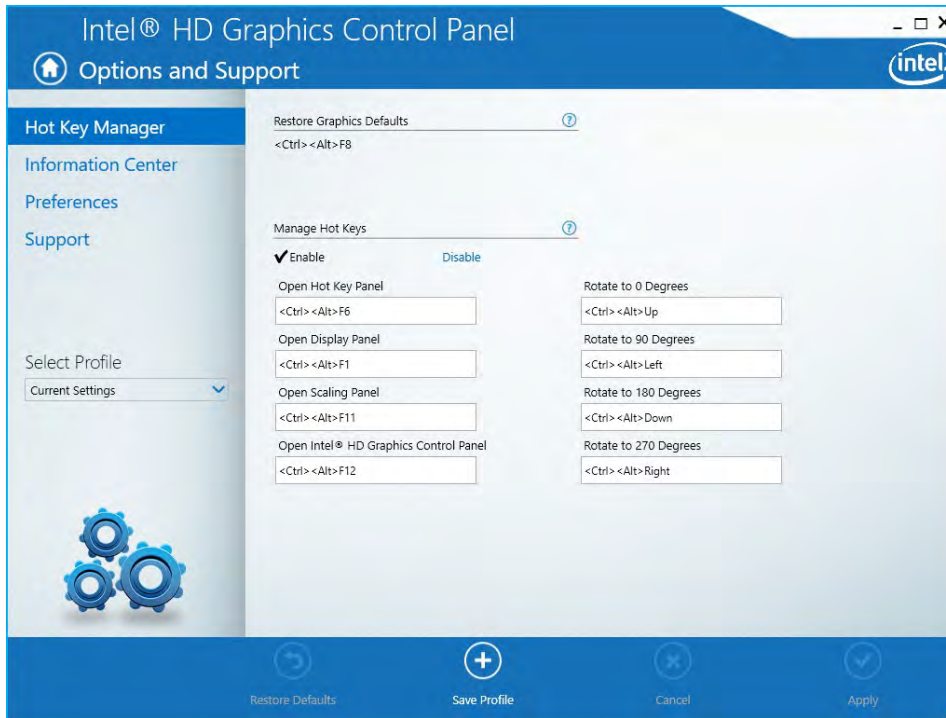 Intel® HD Graphics Control Panel
Options and Support
intel
Hot Key Manager
Information Center
Preferences
Support
Select Profile
Current Settings
Restore Graphics Defaults
<Ctrl><Alt>F8
Manage Hot Keys
Enable Disable
Open Hot Key Panel
<Ctrl><Alt>F6
Open Display Panel
<Ctrl><Alt>F1
Open Scaling Panel
<Ctrl><Alt>F11
Open Intel® HD Graphics Control Panel
<Ctrl><Alt>F12
Rotate to 0 Degrees
<Ctrl><Alt>Up
Rotate to 90 Degrees
<Ctrl><Alt>Left
Rotate to 180 Degrees
<Ctrl><Alt>Down
Rotate to 270 Degrees
<Ctrl><Alt>Right
Restore Defaults
Save Profile
Cancel
Apply